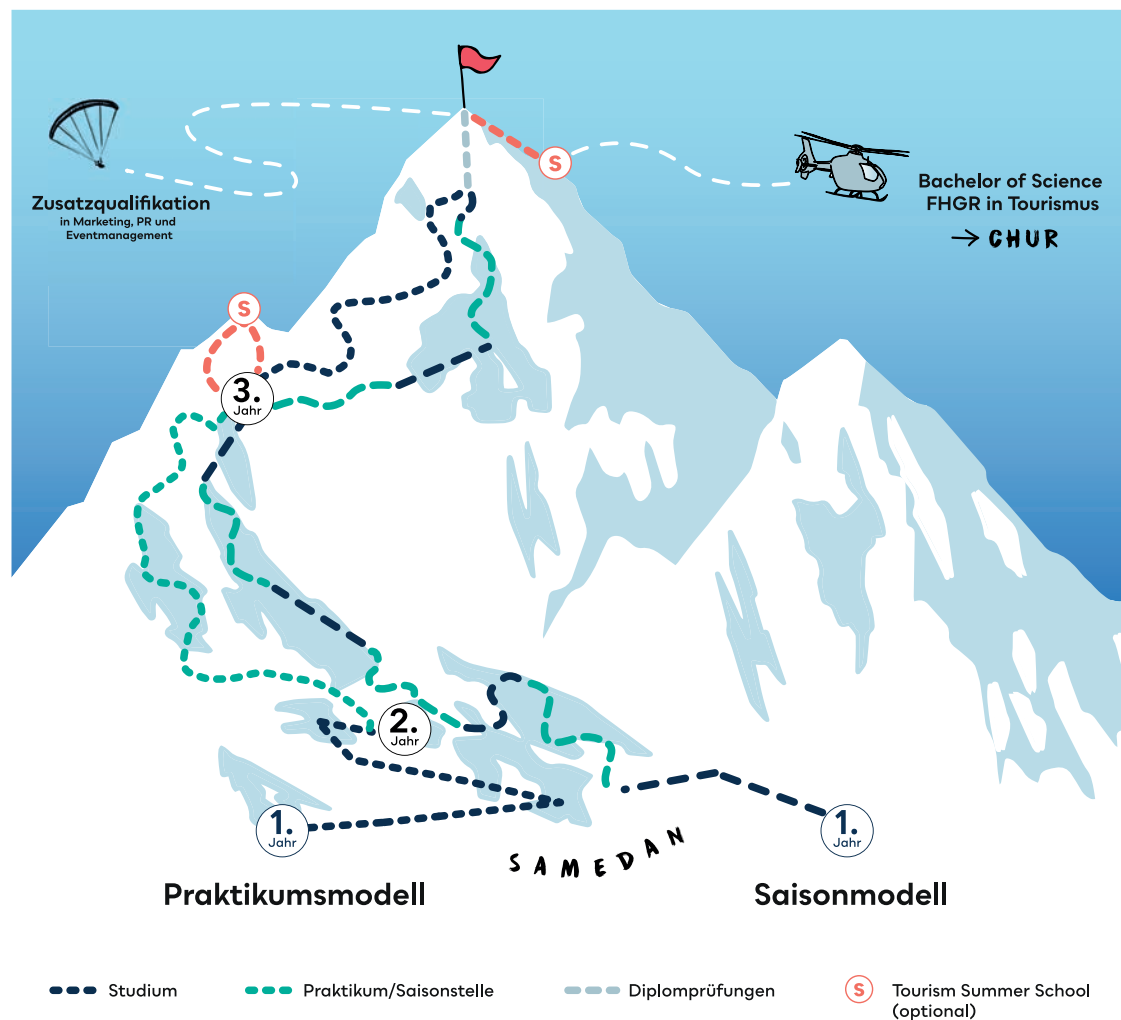 Zusatzqualifikation
in Marketing, PR und
Eventmanagement
S
Bachelor of Science
FHGR in Tourismus
→ CHUR
S
3.
Jahr
2.
Jahr
1.
Jahr
1.
Jahr
SAMEDAN
Praktikumsmodell
Saisonmodell
Studium
Praktikum/Saisonstelle
Diplomprüfungen
S
Tourism Summer School
(optional)